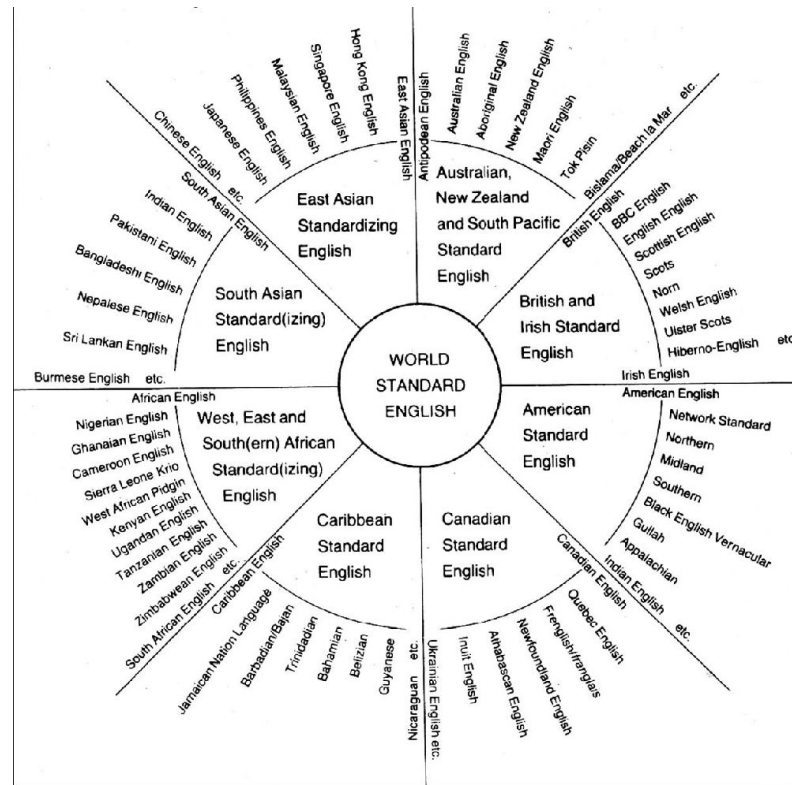 WORLD
STANDARD
ENGLISH
Antipodean English
Australian English
Aboriginal English
New Zealand English
Maori English
Tok Pisin
Bislama/Beach la Mar etc.
Australian,
New Zealand
and South Pacific
Standard
English
British English
BBC English
English English
Scottish English
Scots
Norn
Welsh English
Ulster Scots
Hiberno-English etc
Irish English
British and
Irish Standard
English
American English
Network Standard
Northern
Midland
Southern
Black English Vernacular
Gullah
Appalachian
Indian English etc.
American
Standard
English
Canadian English
Quebec English
Frenglish/franglais
Newfoundland English
Athabascan English
Inuit English
Ukrainian English etc.
Canadian
Standard
English
Caribbean English
Jamaican Nation Language
Barbadian/Bajan
Trinidadian
Bahamian
Belizian
Guyanese
Nicaraguan etc.
Caribbean
Standard
English
African English
Nigerian English
Ghanaian English
Cameroon English
Sierra Leone Krio
West African Pidgin
Kenyan English
Ugandan English
Tanzanian English
Zambian English
Zimbabwean English
South African English etc.
West, East and
South(ern) African
Standard(izing)
English
South Asian English
Indian English
Pakistani English
Bangladeshi English
Nepalese English
Sri Lankan English
Burmese English etc.
South Asian
Standard(izing)
English
East Asian English
Hong Kong English
Singapore English
Malaysian English
Philippines English
Japanese English
Chinese English etc.
East Asian
Standardizing
English